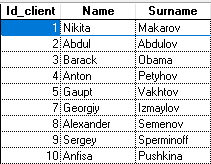 Id_client Name Surname
1 Nikita Makarov
2 Abdul Abdulov
3 Barack Obama
4 Anton Petyhov
5 Gaupt Vakhtov
7 Georgiy Izmaylov
8 Alexander Semenov
9 Sergey Sperminoff
10 Anfisa Pushkina